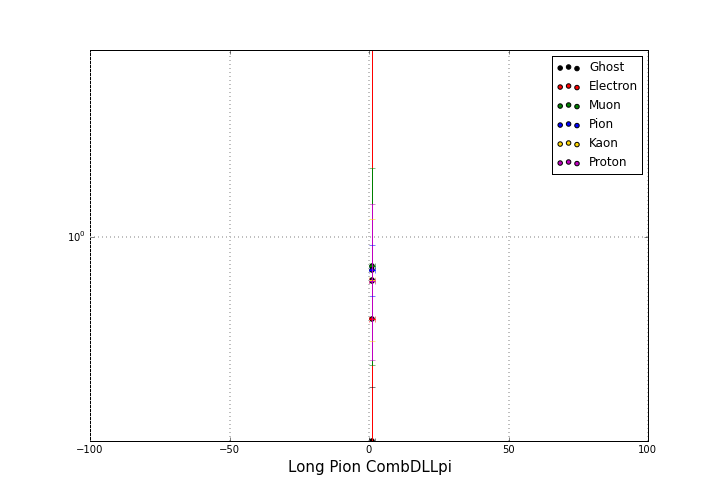 Ghost
Electron
Muon
Pion
Kaon
Proton
10⁰
−100 −50 0 50 100
Long Pion CombDLLpi